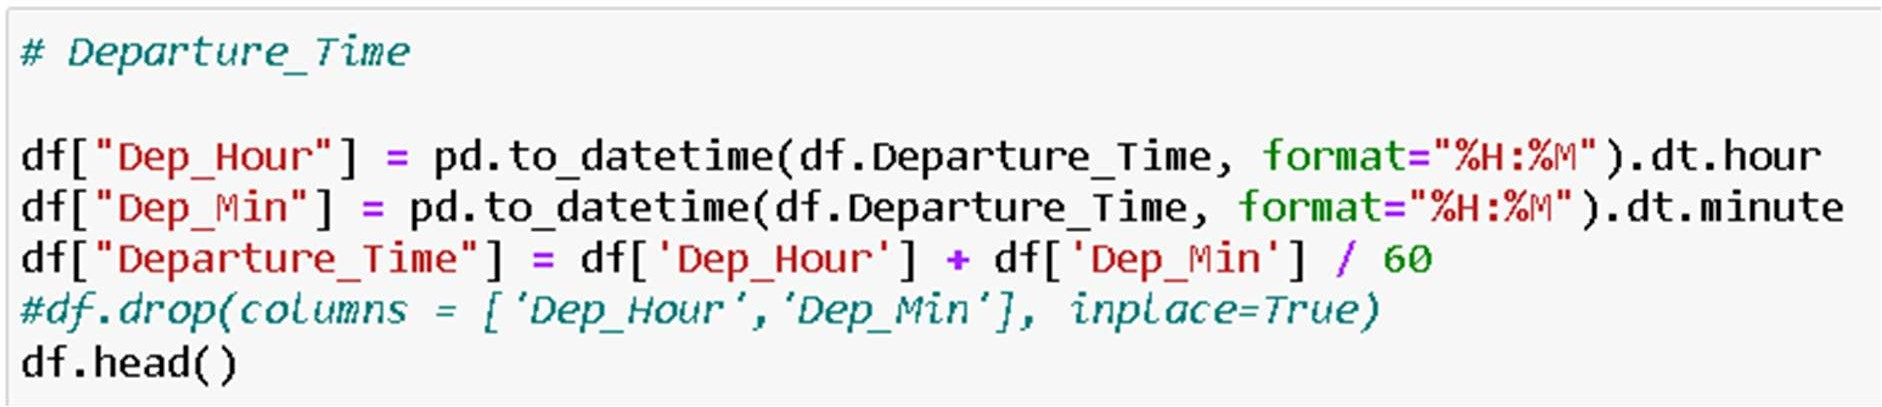 # Departure_Time
df["Dep_Hour"] = pd.to_datetime(df.Departure_Time, format="%H:%M").dt.hour
df["Dep_Min"] = pd.to_datetime(df.Departure_Time, format="%H:%M").dt.minute
df["Departure_Time"] = df['Dep_Hour'] + df['Dep_Min'] / 60
#df.drop(columns = ['Dep_Hour','Dep_Min'], inplace=True)
df.head()